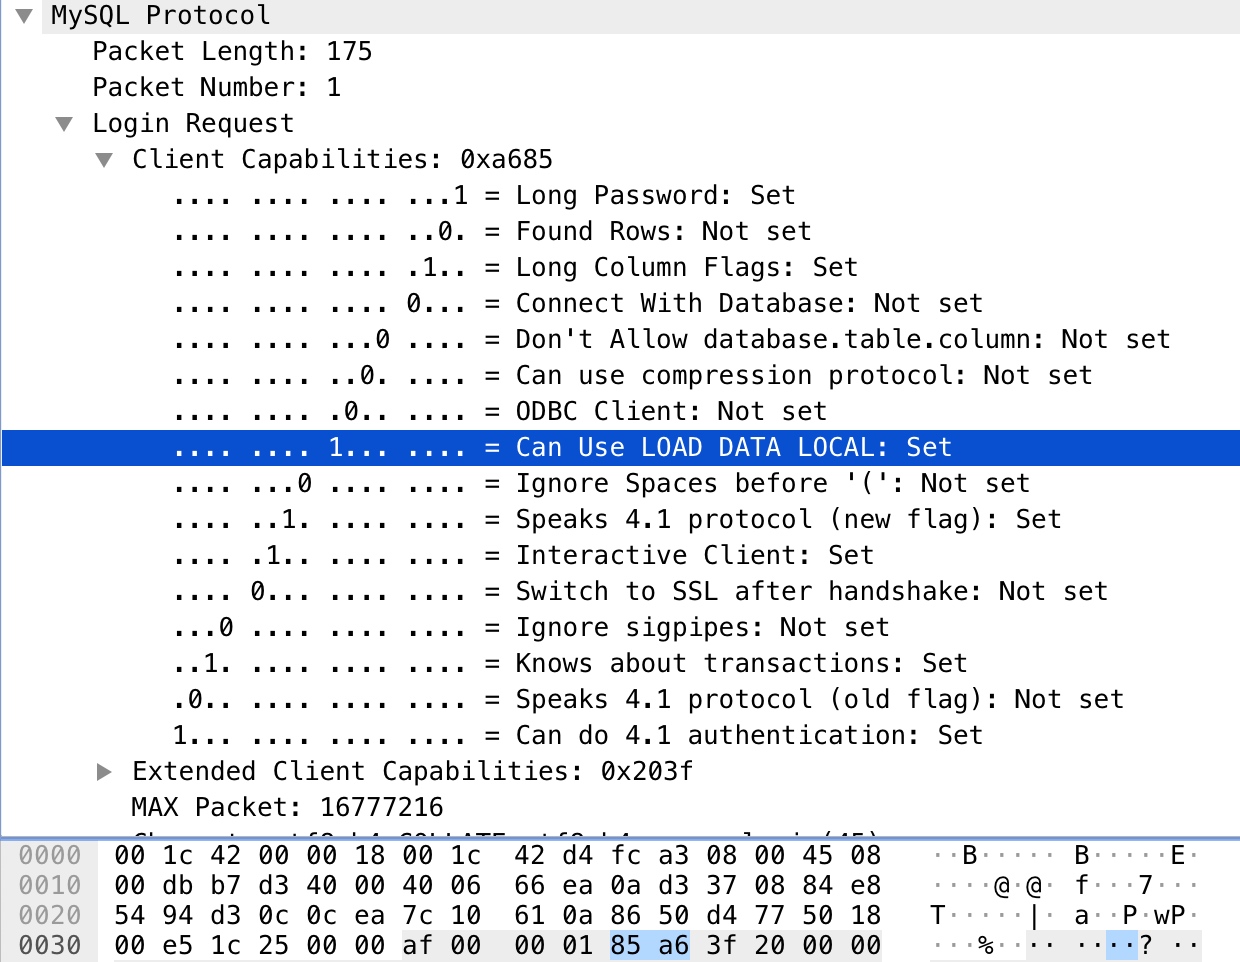 MySQL Protocol
Packet Length: 175
Packet Number: 1
Login Request
Client Capabilities: 0xa685
.... .... .... ...1 = Long Password: Set
.... .... .... ..0. = Found Rows: Not set
.... .... .... .1.. = Long Column Flags: Set
.... .... .... 0... = Connect With Database: Not set
.... .... ...0 .... = Don't Allow database.table.column: Not set
.... .... ..0. .... = Can use compression protocol: Not set
.... .... .0.. .... = ODBC Client: Not set
.... .... 1... .... = Can Use LOAD DATA LOCAL: Set
.... ...0 .... .... = Ignore Spaces before '(': Not set
.... ..1. .... .... = Speaks 4.1 protocol (new flag): Set
.... .1.. .... .... = Interactive Client: Set
.... 0... .... .... = Switch to SSL after handshake: Not set
...0 .... .... .... = Ignore sigpipes: Not set
..1. .... .... .... = Knows about transactions: Set
.0.. .... .... .... = Speaks 4.1 protocol (old flag): Not set
1... .... .... .... = Can do 4.1 authentication: Set
Extended Client Capabilities: 0x203f
MAX Packet: 16777216
0000 00 1c 42 00 00 18 00 1c 42 d4 fc a3 08 00 45 08 ··B····· B·····E·
0010 00 db b7 d3 40 00 40 06 66 ea 0a d3 37 08 84 e8 ····@·@· f···7···
0020 54 94 d3 0c 0c ea 7c 10 61 0a 86 50 d4 77 50 18 T·····|· a··P·wP·
0030 00 e5 1c 25 00 00 00 af 00 00 01 85 a6 3f 20 00 00 ···%···· ·····? ··